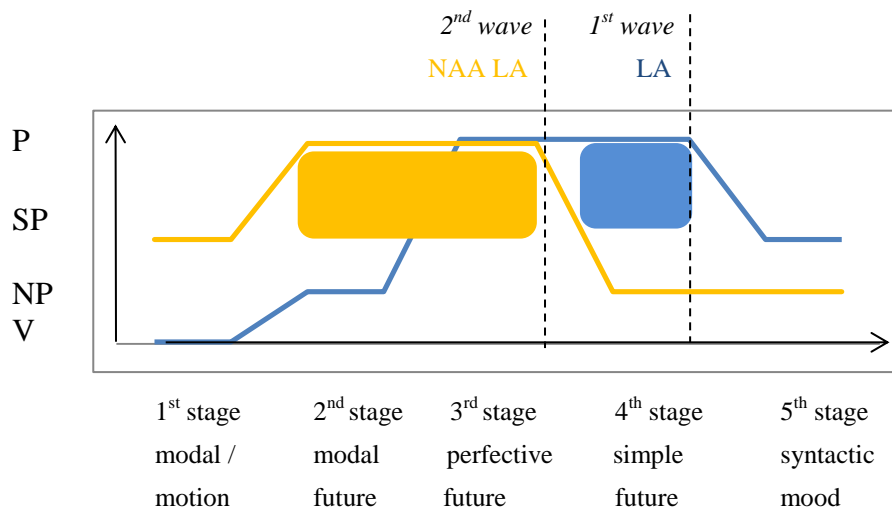 2nd wave 1st wave
NAA LA LA
P
SP
NP
V
1st stage 2nd stage 3rd stage 4th stage 5th stage
modal / modal perfective simple syntactic
motion future future future mood